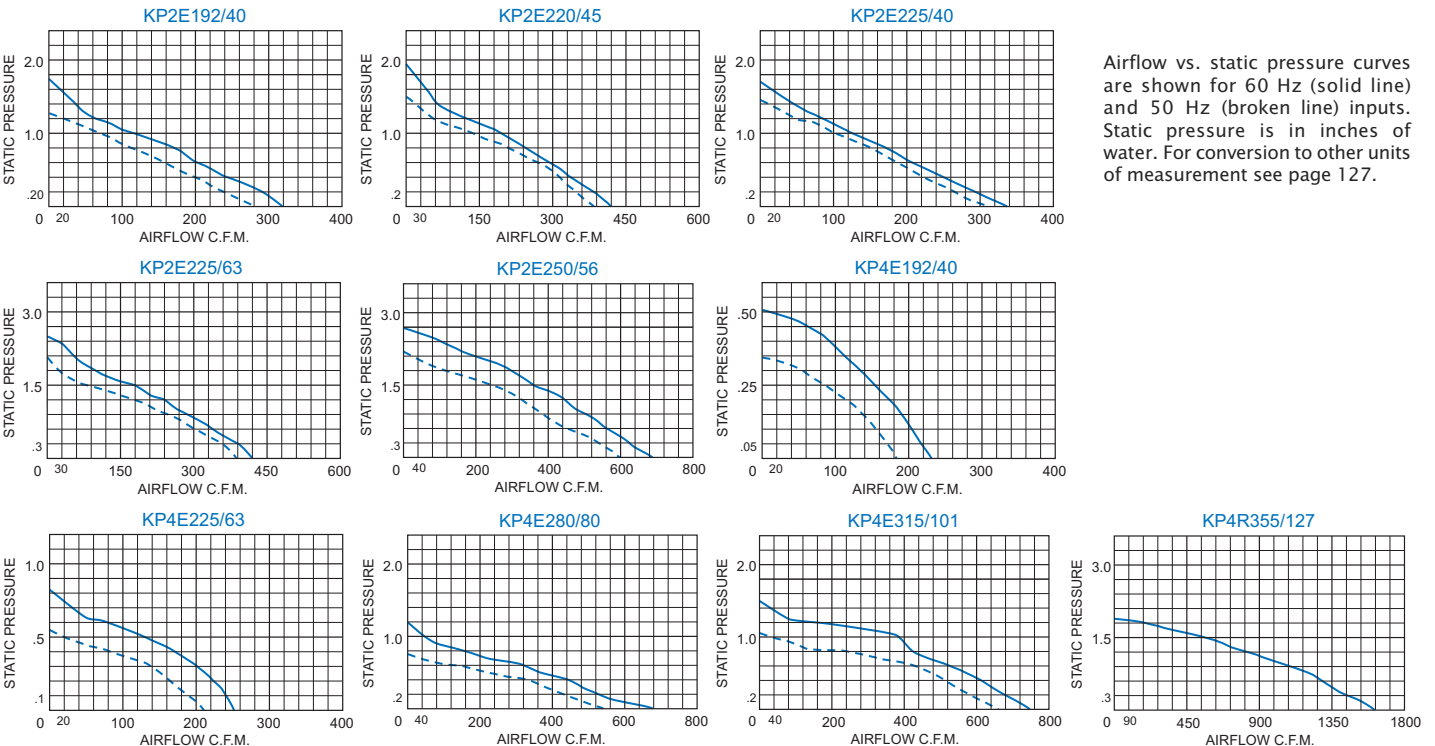 KP2E192/40
STATIC PRESSURE
2.0
1.0
.20
0 20 100 200 300 400
AIRFLOW C.F.M.
KP2E220/45
STATIC PRESSURE
2.0
1.0
.2
0 30 150 300 450 600
AIRFLOW C.F.M.
KP2E225/40
STATIC PRESSURE
2.0
1.0
.2
0 20 100 200 300 400
AIRFLOW C.F.M.
Airflow vs. static pressure curves
are shown for 60 Hz (solid line)
and 50 Hz (broken line) inputs.
Static pressure is in inches of
water. For conversion to other units
of measurement see page 127.
KP2E225/63
STATIC PRESSURE
3.0
1.5
.3
0 30 150 300 450 600
AIRFLOW C.F.M.
KP2E250/56
STATIC PRESSURE
3.0
1.5
.3
0 40 200 400 600 800
AIRFLOW C.F.M.
KP4E192/40
STATIC PRESSURE
.50
.25
.05
0 20 100 200 300 400
AIRFLOW C.F.M.
KP4E225/63
STATIC PRESSURE
1.0
.5
.1
0 20 100 200 300 400
AIRFLOW C.F.M.
KP4E280/80
STATIC PRESSURE
2.0
1.0
.2
0 40 200 400 600 800
AIRFLOW C.F.M.
KP4E315/101
STATIC PRESSURE
2.0
1.0
.2
0 40 200 400 600 800
AIRFLOW C.F.M.
KP4R355/127
STATIC PRESSURE
3.0
1.5
.3
0 90 450 900 1350 1800
AIRFLOW C.F.M.